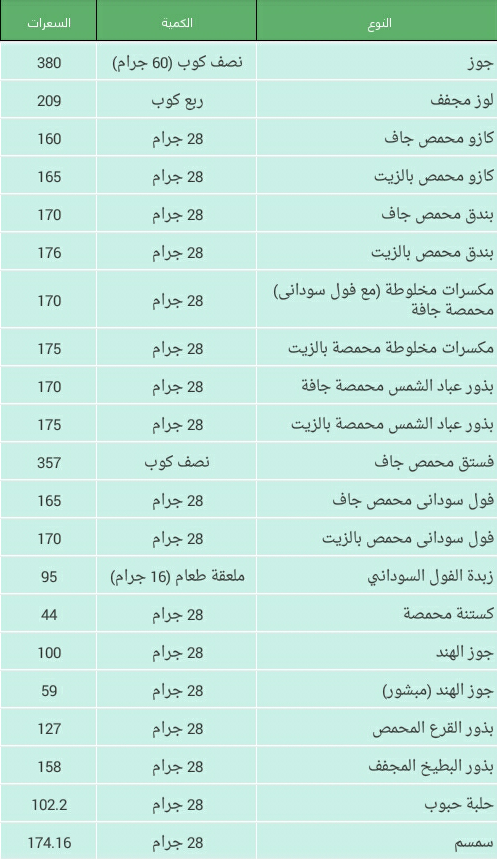 النوع الكمية السعرات
جوز نصف كوب (60 جرام) 380
لوز مجفف ربع كوب 209
كازو محمص جاف 28 جرام 160
كازو محمص بالزيت 28 جرام 165
بندق محمص جاف 28 جرام 170
بندق محمص بالزيت 28 جرام 176
مكسرات مخلوطة (مع فول سودانى)
محمصة جافة 28 جرام 170
مكسرات مخلوطة محمصة بالزيت 28 جرام 175
بذور عباد الشمس محمصة جافة 28 جرام 170
بذور عباد الشمس محمصة بالزيت 28 جرام 175
فستق محمص جاف نصف كوب 357
فول سودانى محمص جاف 28 جرام 165
فول سودانى محمص بالزيت 28 جرام 170
زبدة الفول السوداني ملعقة طعام (16 جرام) 95
كستنة محمصة 28 جرام 44
جوز الهند 28 جرام 100
جوز الهند (مبشور) 28 جرام 59
بذور القرع المحمص 28 جرام 127
بذور البطيخ المجفف 28 جرام 158
حلبة حبوب 28 جرام 102.2
سمسم 28 جرام 174.16